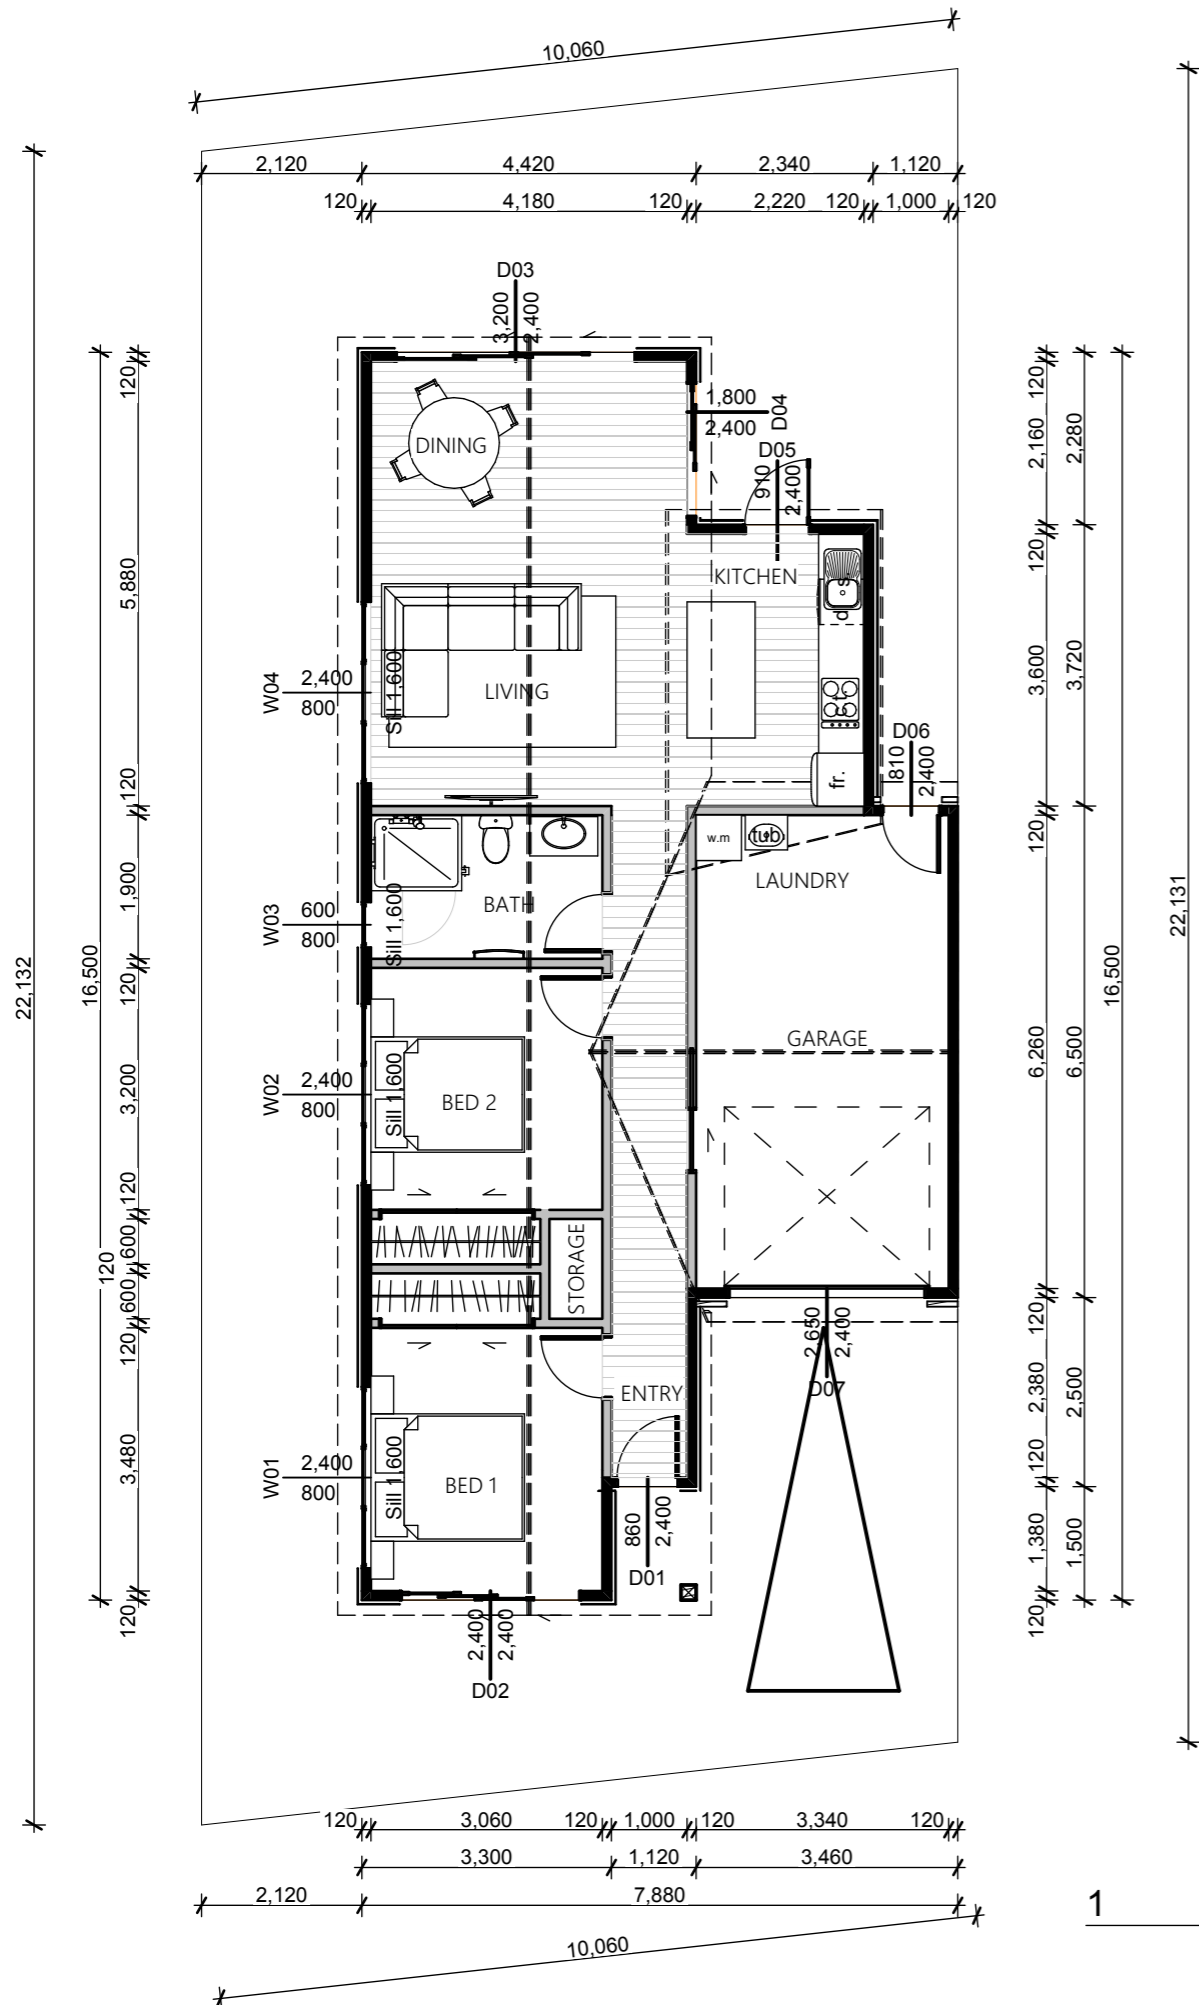 10,060
2,120 4,420 2,340 1,120
120 4,180 120 2,220 120 1,000 120
D03
3,200
2,400
1,800
2,400
D04
D05
910
2,400
DINING
KITCHEN
d.s.
LIVING
W04
2,400
800
Sill 1,600
c.t.
fr.
D06
810
2,400
w.m
tub
LAUNDRY
BATH
W03
600
800
Sill 1,600
GARAGE
W02
2,400
800
Sill 1,600
BED 2
STORAGE
ENTRY
2,650
2,400
D07
W01
2,400
800
Sill 1,600
BED 1
860
2,400
D01
2,400
2,400
D02
22,132
16,500
120
120
5,880
120
1,900
120
3,200
120
600
600
120
3,480
120
120
2,160
120
3,600
120
6,260
120
2,380
120
1,380
120
2,280
3,720
6,500
2,500
1,500
16,500
22,131
120 3,060 120 1,000 120 3,340 120
3,300 1,120 3,460
2,120 7,880
10,060
1